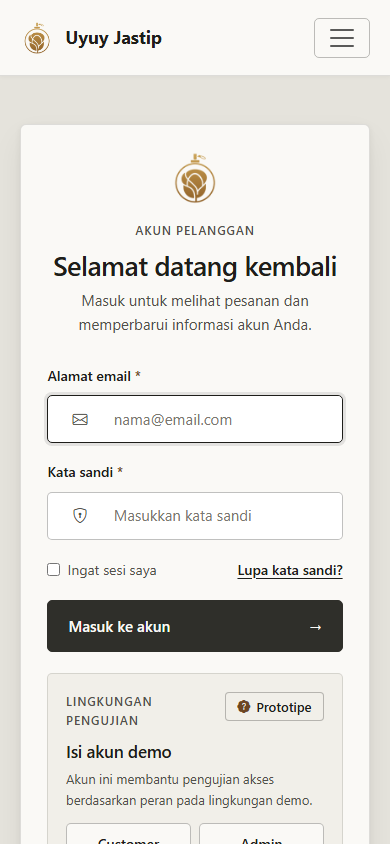 Uyuy Jastip
AKUN PELANGGAN
Selamat datang kembali
Masuk untuk melihat pesanan dan
memperbarui informasi akun Anda.
Alamat email *
nama@email.com
Kata sandi *
Masukkan kata sandi
Ingat sesi saya
Lupa kata sandi?
Masuk ke akun →
LINGKUNGAN
PENGUJIAN
Prototipe
Isi akun demo
Akun ini membantu pengujian akses
berdasarkan peran pada lingkungan demo.
Customer
Admin